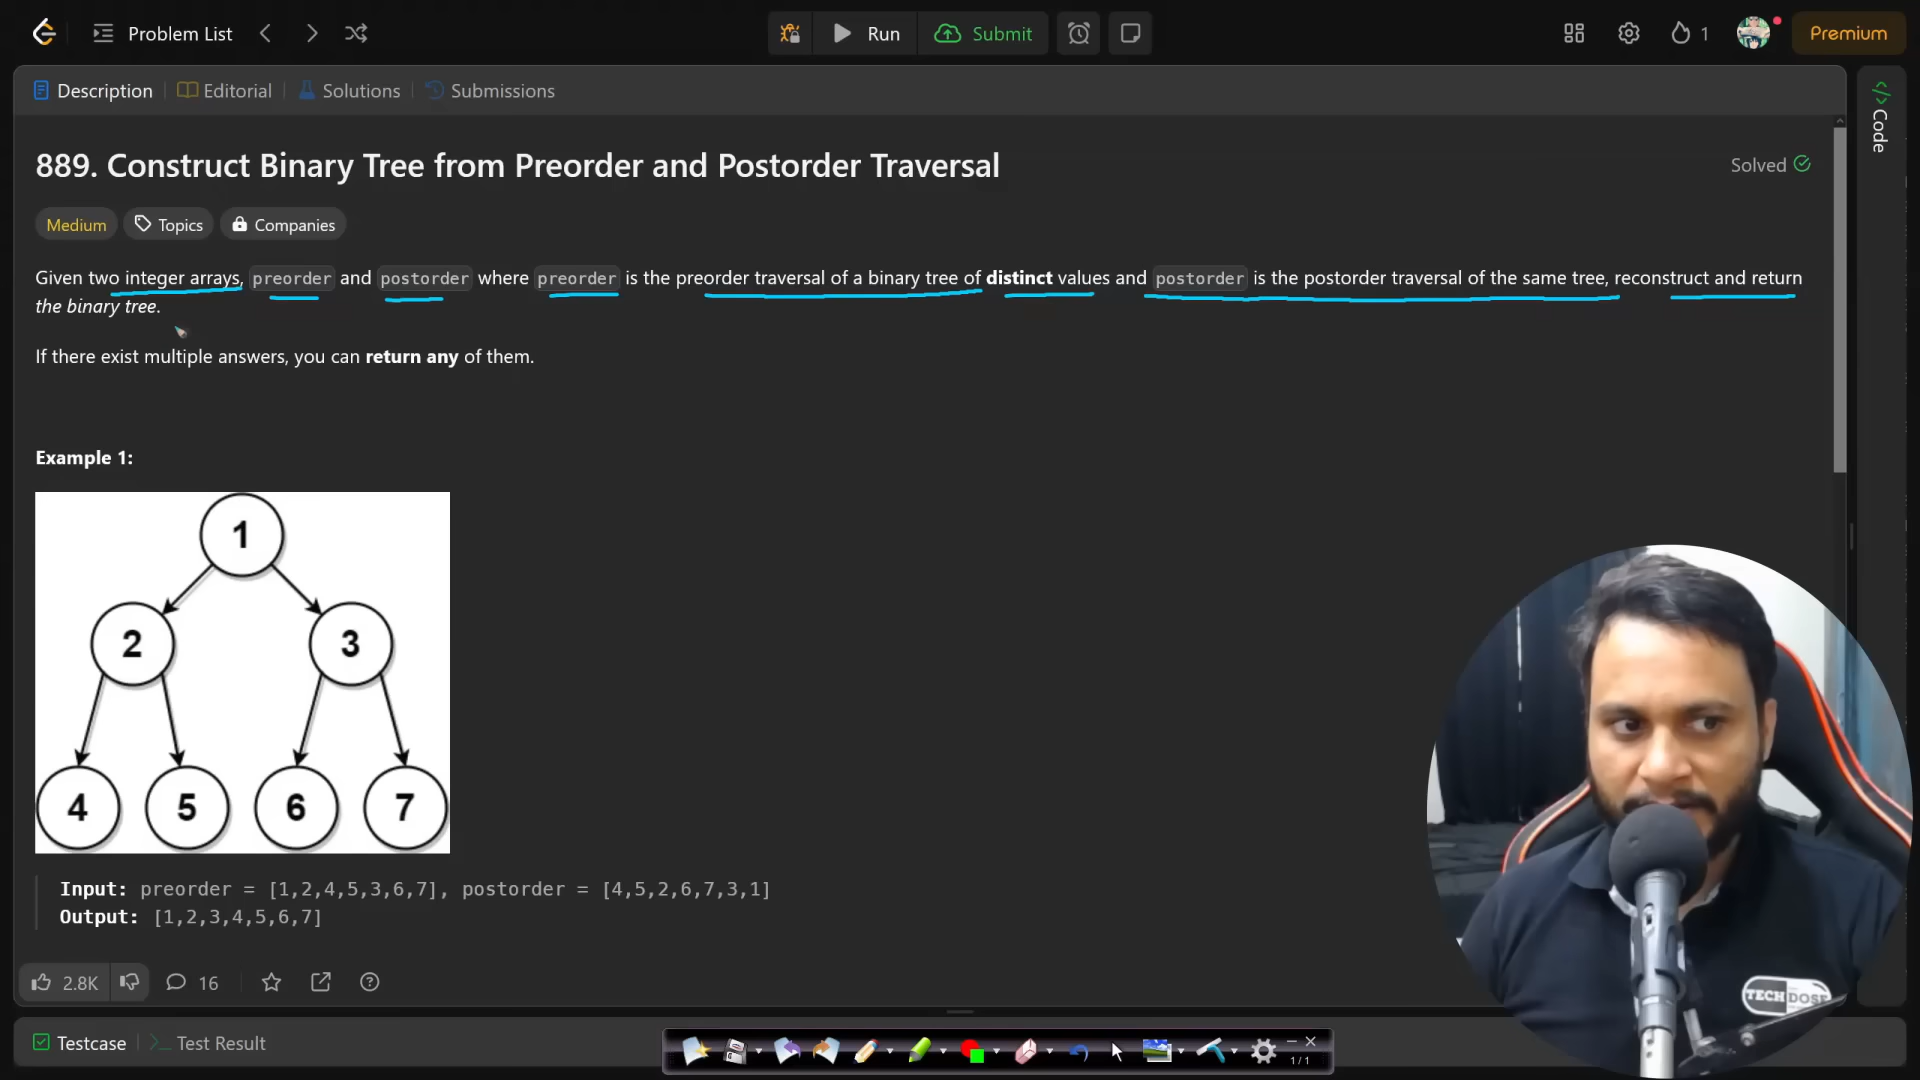 Problem List
Run
Submit
1
Premium
Description
Editorial
Solutions
Submissions
Code
889. Construct Binary Tree from Preorder and Postorder Traversal
Solved
Medium
Topics
Companies
Given two integer arrays, preorder and postorder where preorder is the preorder traversal of a binary tree of distinct values and postorder is the postorder traversal of the same tree, reconstruct and return
the binary tree.
If there exist multiple answers, you can return any of them.
Example 1:
1
2
3
4
5
6
7
Input: preorder = [1,2,4,5,3,6,7], postorder = [4,5,2,6,7,3,1]
Output: [1,2,3,4,5,6,7]
2.8K
16
TECH DOSE
Testcase
Test Result
1/1